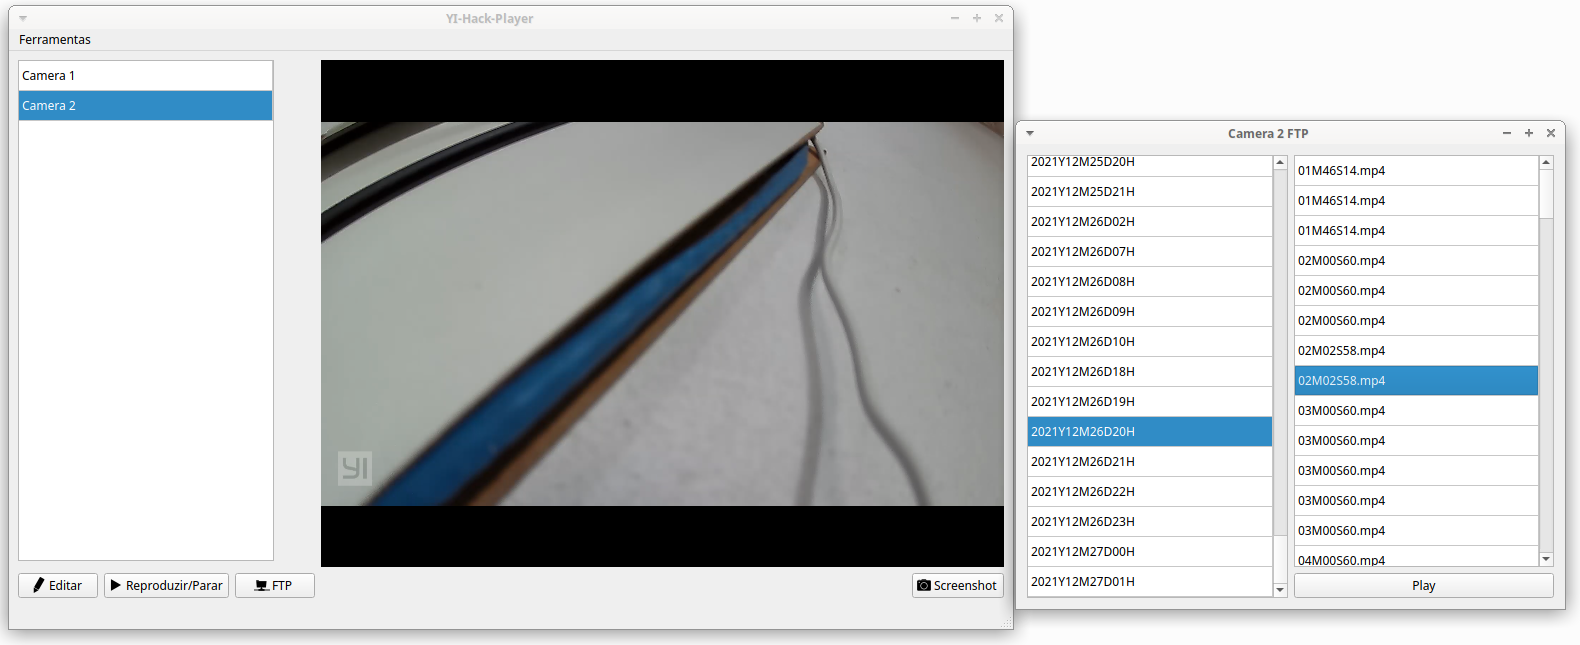 YI-Hack-Player
Ferramentas
Camera 1
Camera 2
YI
Editar
Reproduzir/Parar
FTP
Screenshot
Camera 2 FTP
2021Y12M25D20H
2021Y12M25D21H
2021Y12M26D02H
2021Y12M26D07H
2021Y12M26D08H
2021Y12M26D09H
2021Y12M26D10H
2021Y12M26D18H
2021Y12M26D19H
2021Y12M26D20H
2021Y12M26D21H
2021Y12M26D22H
2021Y12M26D23H
2021Y12M27D00H
2021Y12M27D01H
01M46S14.mp4
01M46S14.mp4
01M46S14.mp4
02M00S60.mp4
02M00S60.mp4
02M00S60.mp4
02M02S58.mp4
02M02S58.mp4
03M00S60.mp4
03M00S60.mp4
03M00S60.mp4
03M00S60.mp4
03M00S60.mp4
04M00S60.mp4
Play